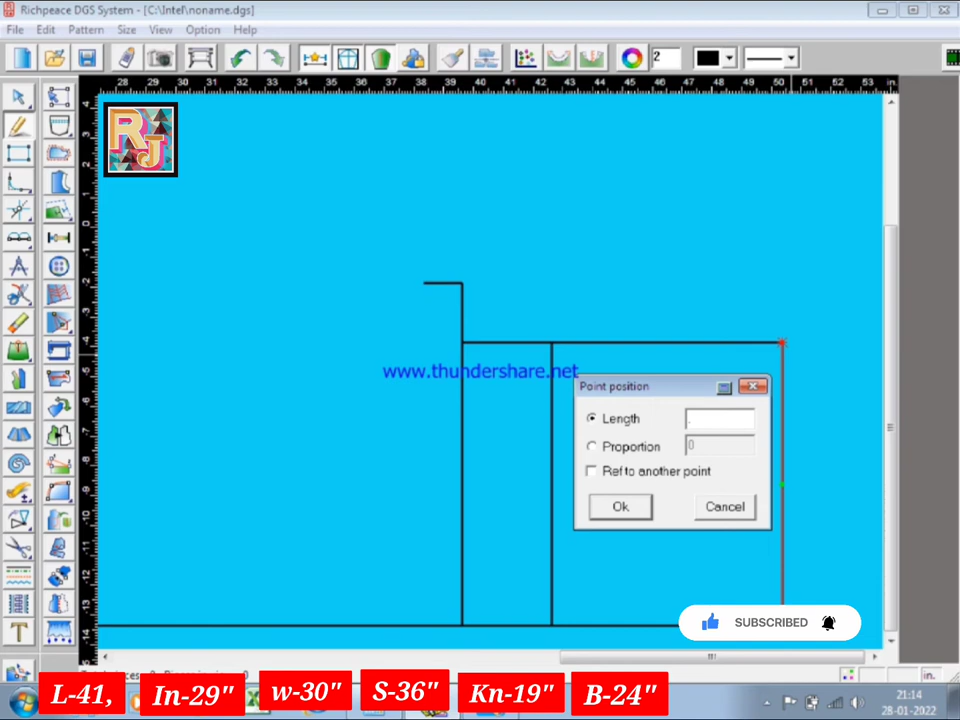 Richpeace DGS System - [C:\Intel\noname.dgs]
File Edit Pattern Size View Option Help
2
28 29 30 31 32 33 34 35 36 37 38 39 40 41 42 43 44 45 46 47 48 49 50 51 52 53 in.
RJ
www.thundershare.net
Point position
Length .
Proportion 0
Ref to another point
Ok Cancel
SUBSCRIBED
in.
L-41, In-29" w-30" S-36" Kn-19" B-24"
21:14
28-01-2022